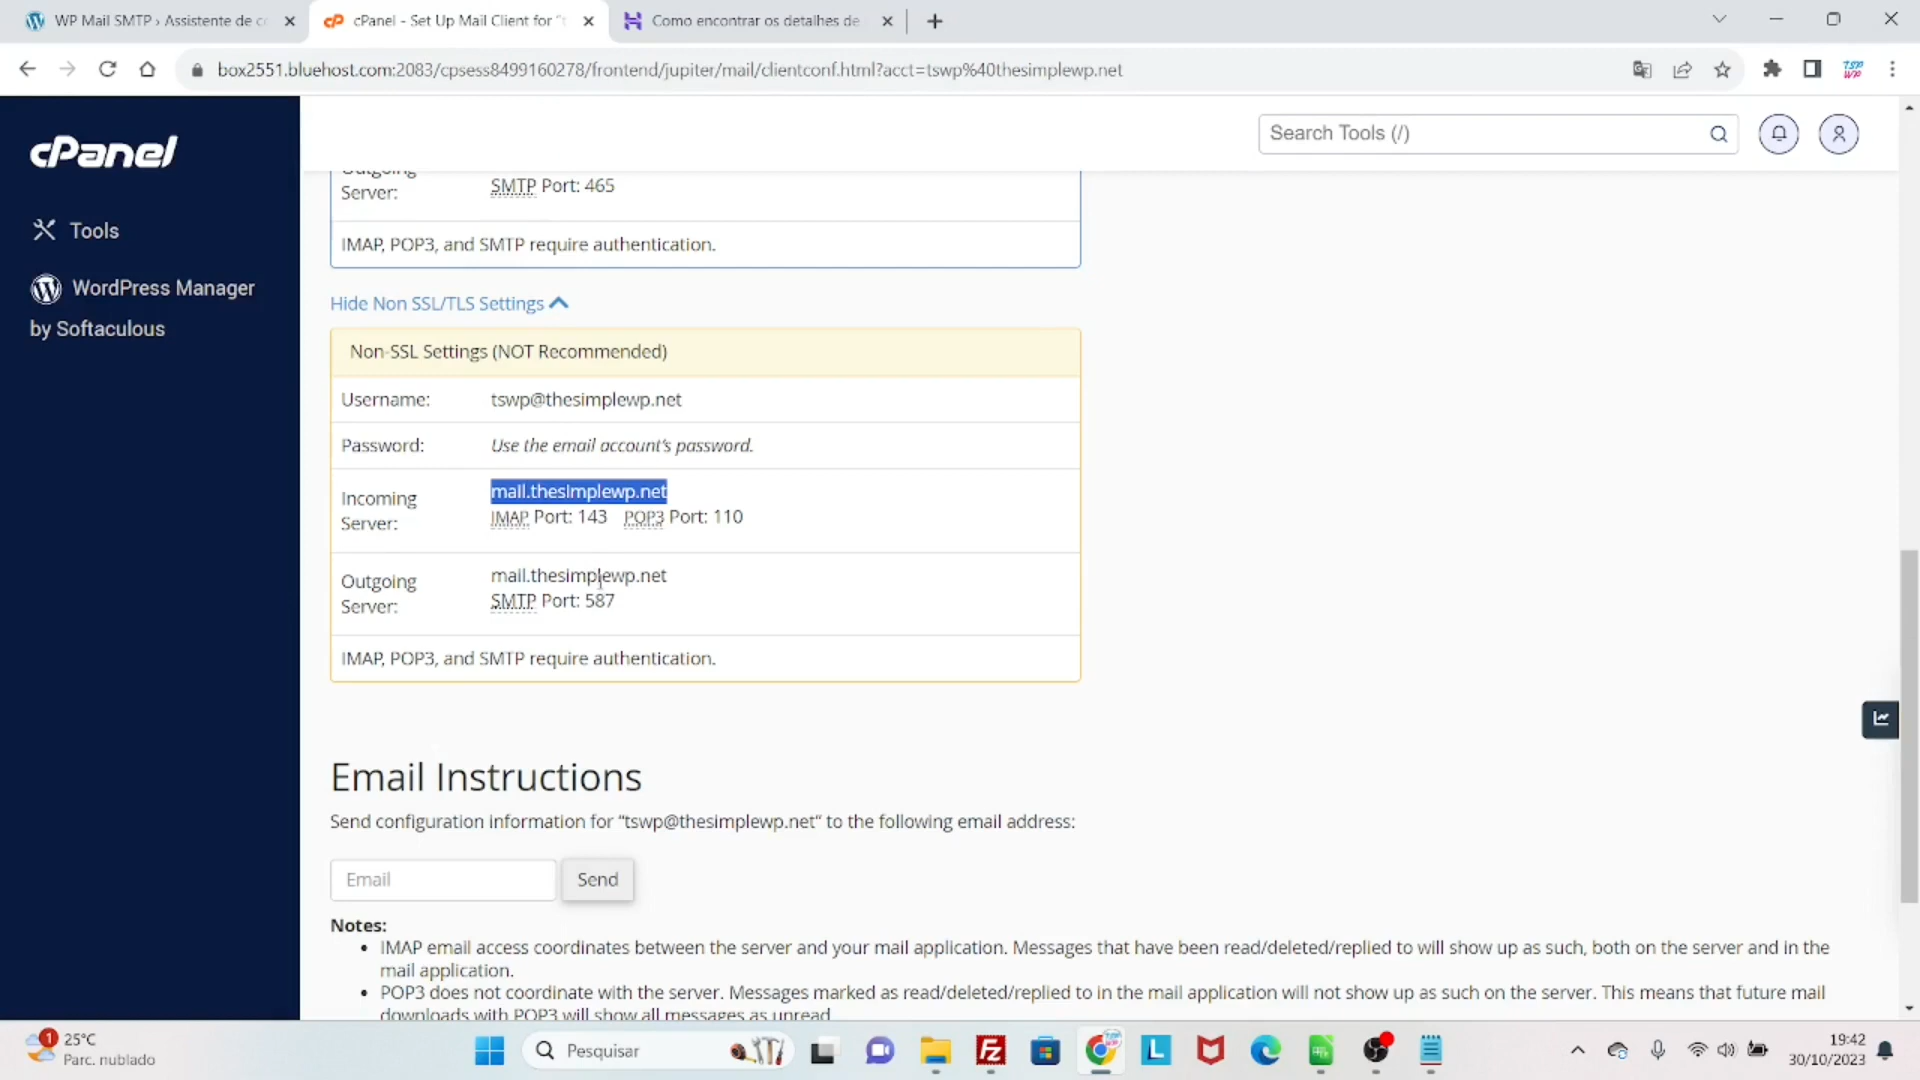 WP Mail SMTP › Assistente de co
cPanel - Set Up Mail Client for "t
Como encontrar os detalhes de
box2551.bluehost.com:2083/cpsess8499160278/frontend/jupiter/mail/clientconf.html?acct=tswp%40thesimplewp.net
TSP WP
cPanel
Search Tools (/)
Tools
WordPress Manager
by Softaculous
Outgoing
Server:
SMTP Port: 465
IMAP, POP3, and SMTP require authentication.
Hide Non SSL/TLS Settings
Non-SSL Settings (NOT Recommended)
Username: tswp@thesimplewp.net
Password: Use the email account's password.
Incoming
Server:
mail.thesimplewp.net
IMAP Port: 143 POP3 Port: 110
Outgoing
Server:
mail.thesimplewp.net
SMTP Port: 587
IMAP, POP3, and SMTP require authentication.
Email Instructions
Send configuration information for “tswp@thesimplewp.net“ to the following email address:
Email
Send
Notes:
• IMAP email access coordinates between the server and your mail application. Messages that have been read/deleted/replied to will show up as such, both on the server and in the
mail application.
• POP3 does not coordinate with the server. Messages marked as read/deleted/replied to in the mail application will not show up as such on the server. This means that future mail
downloads with POP3 will show all messages as unread.
1
25°C
Parc. nublado
Pesquisar
19:42
30/10/2023